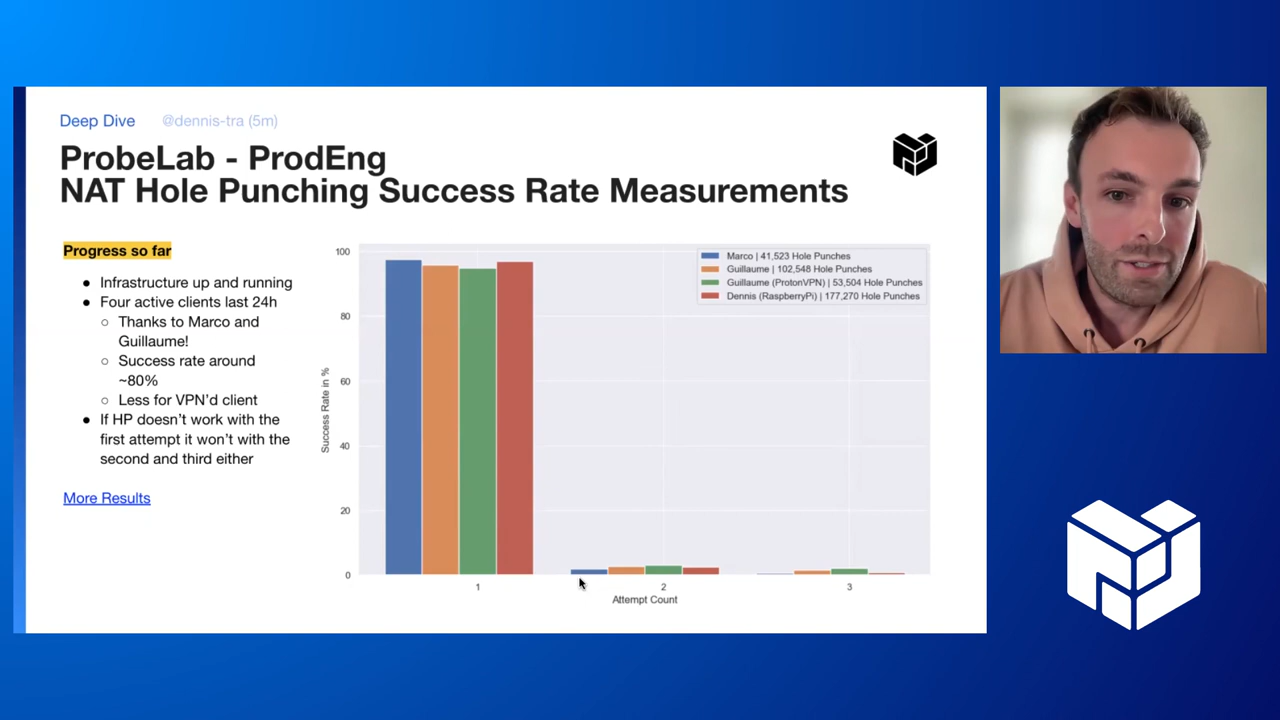 Deep Dive @dennis-tra (5m)
ProbeLab - ProdEng
NAT Hole Punching Success Rate Measurements
Progress so far
● Infrastructure up and running
● Four active clients last 24h
○ Thanks to Marco and
Guillaume!
○ Success rate around
~80%
○ Less for VPN’d client
● If HP doesn’t work with the
first attempt it won’t with the
second and third either
More Results
Success Rate in %
100
80
60
40
20
0
Marco | 41,523 Hole Punches
Guillaume | 102,548 Hole Punches
Guillaume (ProtonVPN) | 53,504 Hole Punches
Dennis (RaspberryPi) | 177,270 Hole Punches
1 2 3
Attempt Count